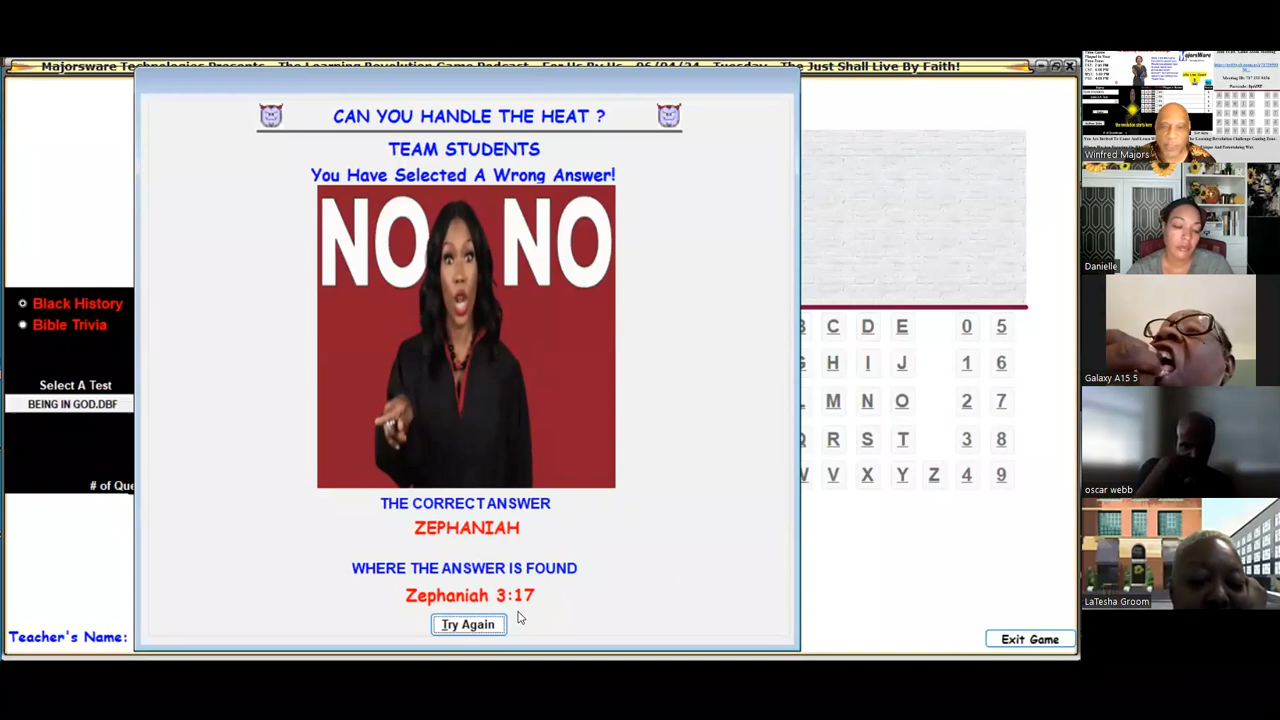 Majorsware Technologies Presents - The Learning Revolution Game Podcast - For Us By Us - 06/04/24 - Tuesday - The Just Shall Live By Faith!
CAN YOU HANDLE THE HEAT ?
TEAM STUDENTS
You Have Selected A Wrong Answer!
NO NO
THE CORRECT ANSWER
ZEPHANIAH
WHERE THE ANSWER IS FOUND
Zephaniah 3:17
Try Again
Black History
Bible Trivia
Select A Test
BEING IN GOD.DBF
# of Que
Teacher's Name:
C D E 0 5
H I J 1 6
M N O 2 7
R S T 3 8
V X Y Z 4 9
Exit Game
Winfred Majors
Danielle
Galaxy A15 5
oscar webb
LaTesha Groom